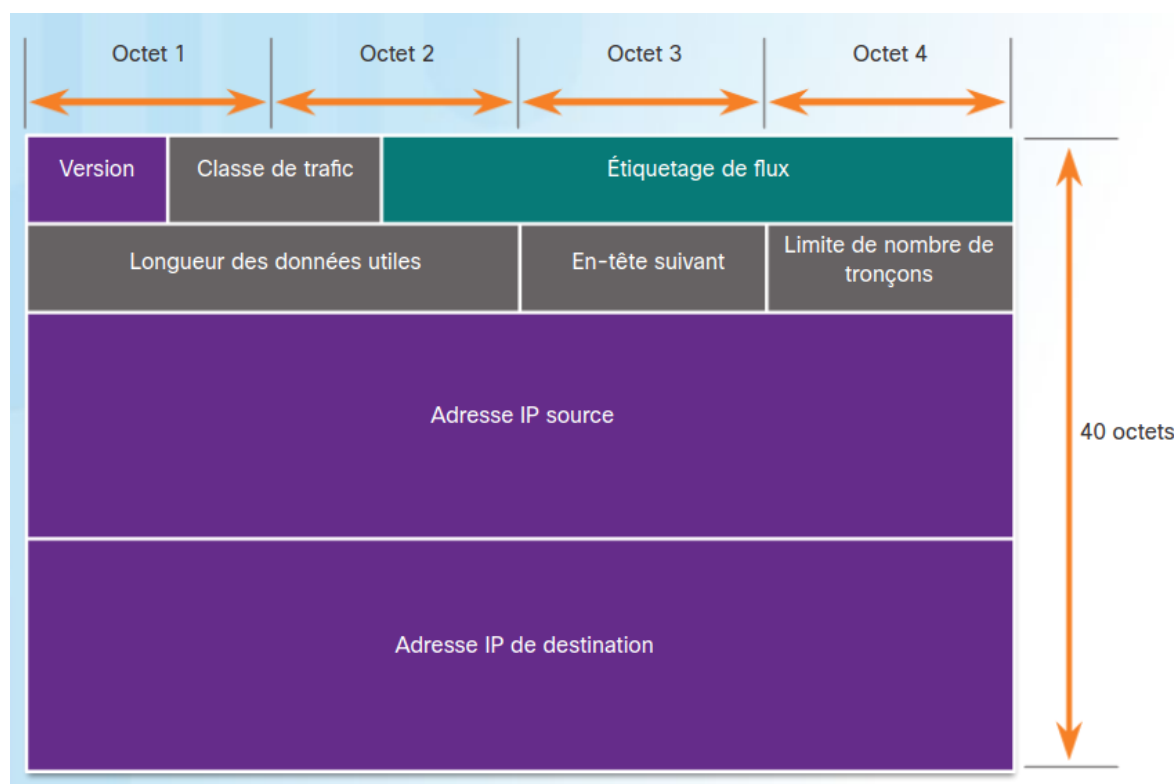 Octet 1
Octet 2
Octet 3
Octet 4
Version
Classe de trafic
Étiquetage de flux
Longueur des données utiles
En-tête suivant
Limite de nombre de
tronçons
Adresse IP source
40 octets
Adresse IP de destination